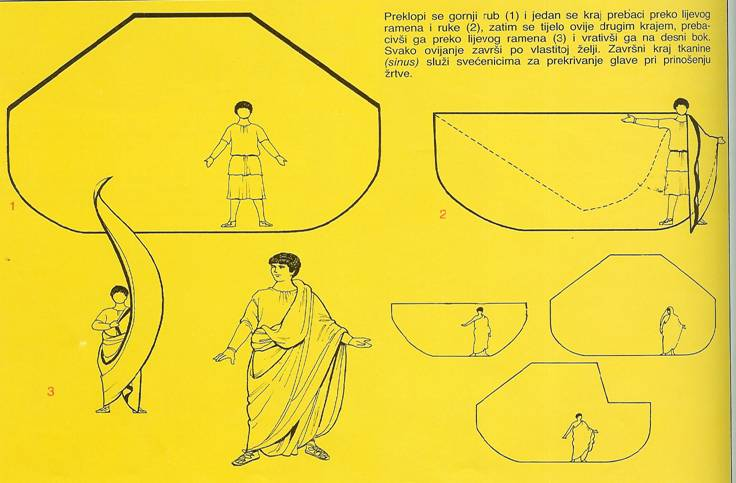 Preklopi se gornji rub (1) i jedan se kraj prebaci preko lijevog
ramena i ruke (2), zatim se tijelo ovije drugim krajem, preba-
civši ga preko lijevog ramena (3) i vrativši ga na desni bok.
Svako ovijanje završi po vlastitoj želji. Završni kraj tkanine
(sinus) služi svećenicima za prekrivanje glave pri prinošenju
žrtve.
1
2
3